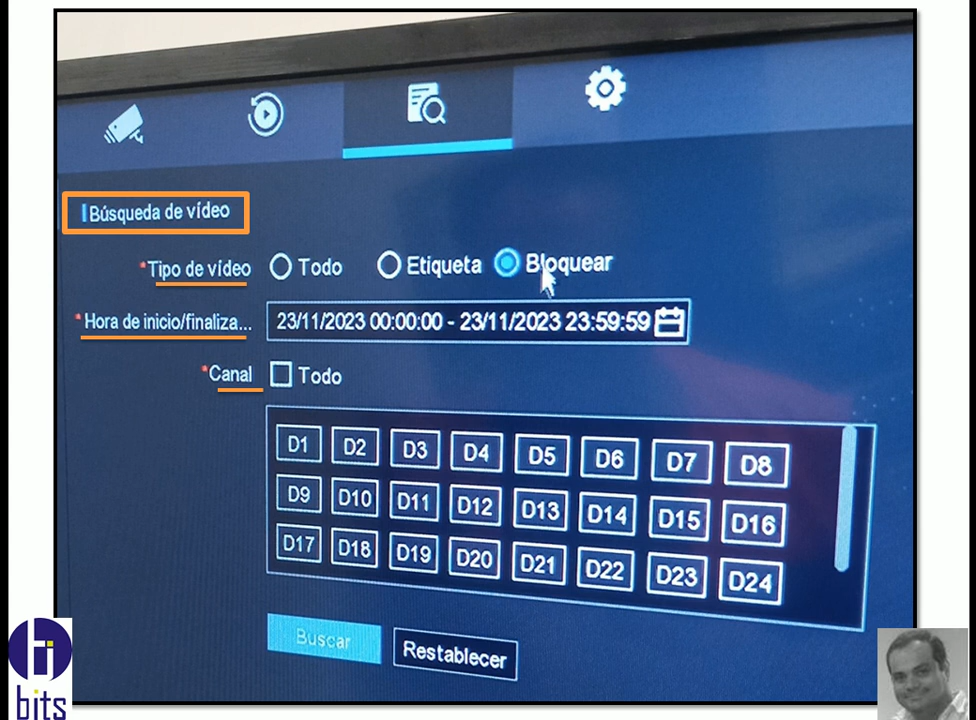 Búsqueda de vídeo
*Tipo de vídeo Todo Etiqueta Bloquear
*Hora de inicio/finaliza... 23/11/2023 00:00:00 - 23/11/2023 23:59:59
*Canal Todo
D1 D2 D3 D4 D5 D6 D7 D8
D9 D10 D11 D12 D13 D14 D15 D16
D17 D18 D19 D20 D21 D22 D23 D24
Buscar Restablecer
bits